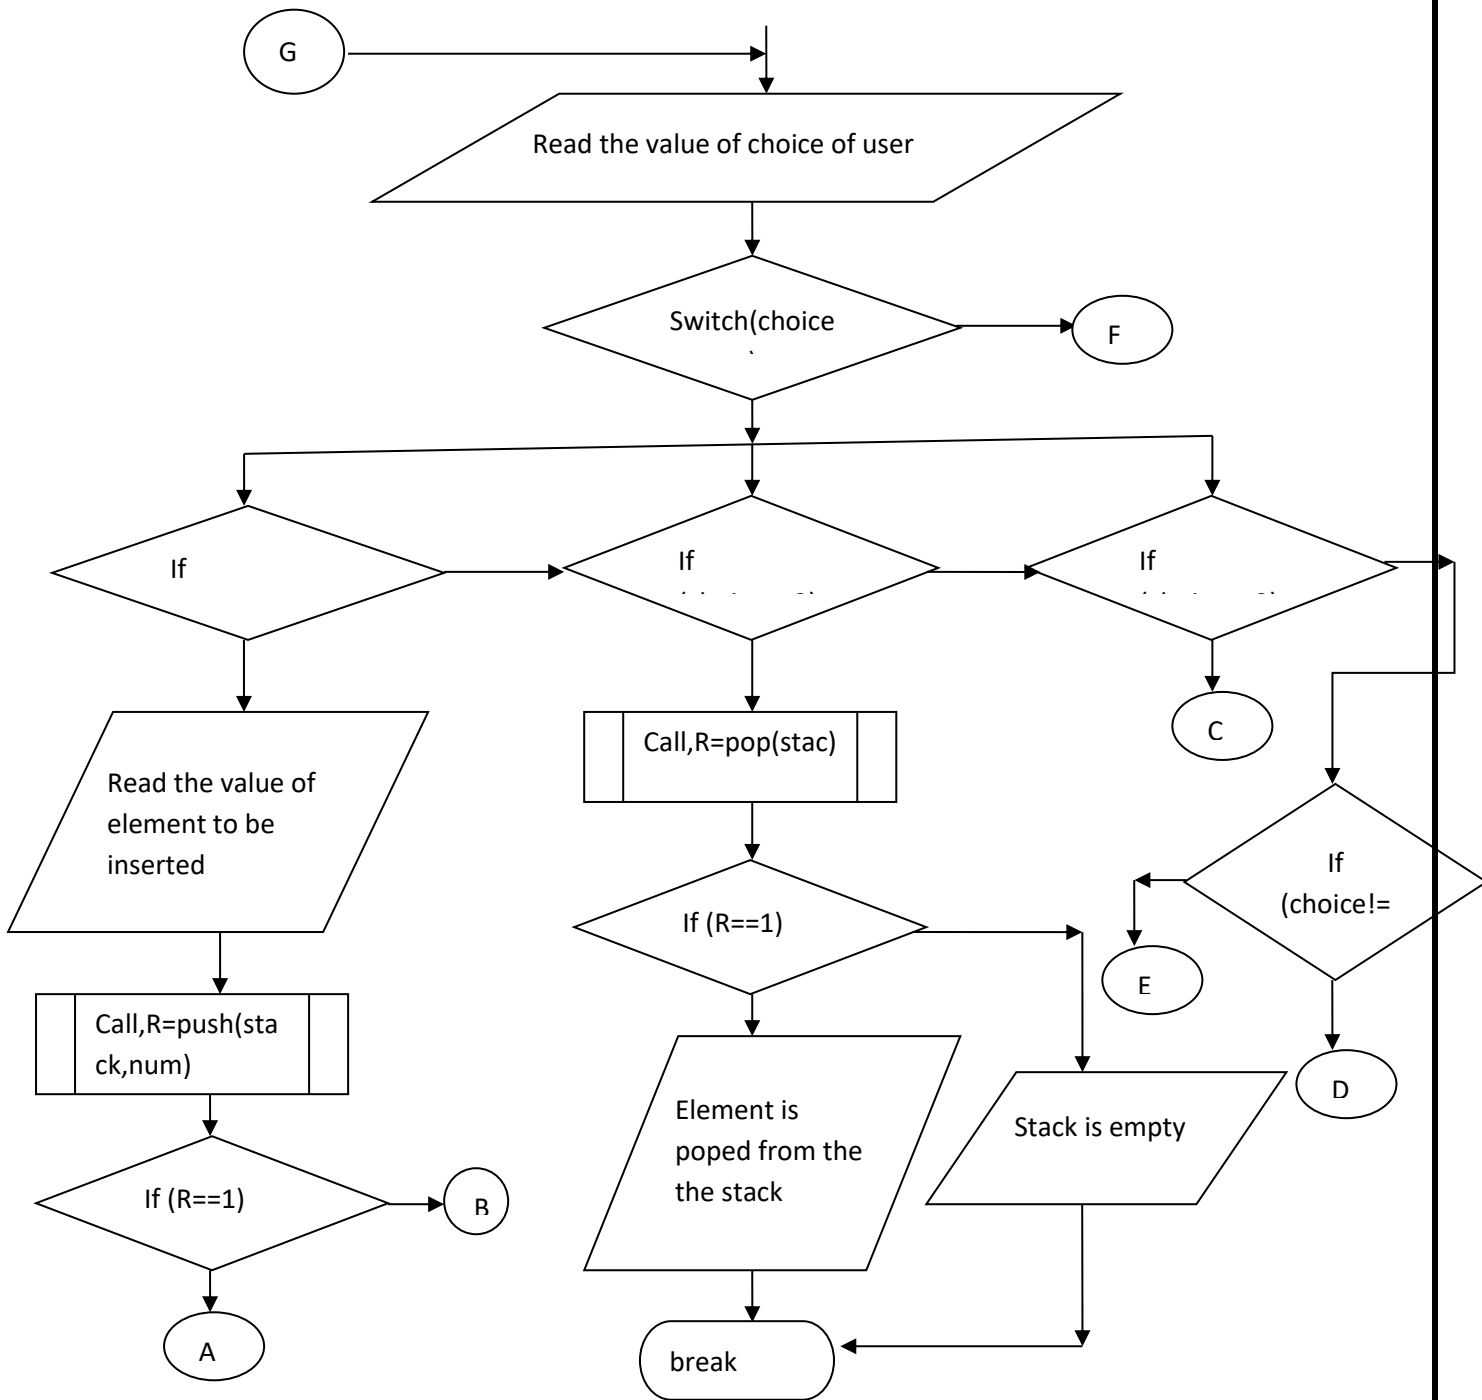 G
Read the value of choice of user
Switch(choice
F
If
If
If
C
Call,R=pop(stac)
Read the value of
element to be
inserted
If
(choice!=
If (R==1)
E
Call,R=push(sta
ck,num)
D
Element is
poped from the
the stack
Stack is empty
If (R==1)
B
A
break